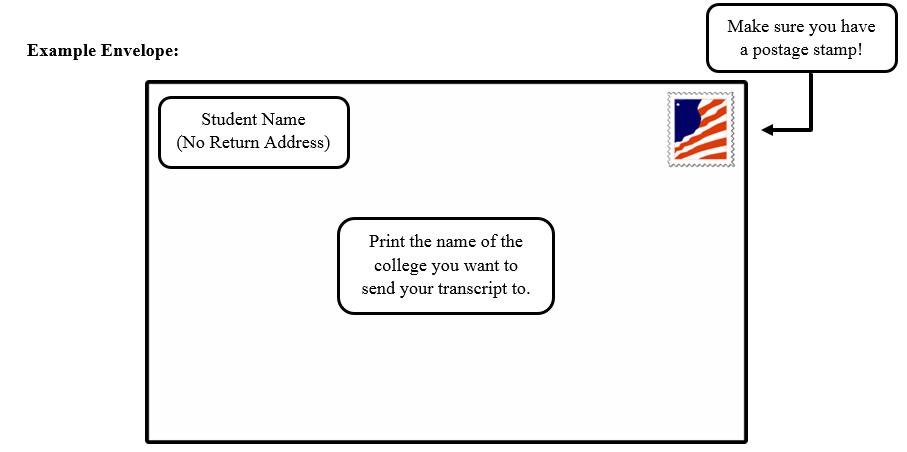 Make sure you have
a postage stamp!
Example Envelope:
Student Name
(No Return Address)
Print the name of the
college you want to
send your transcript to.